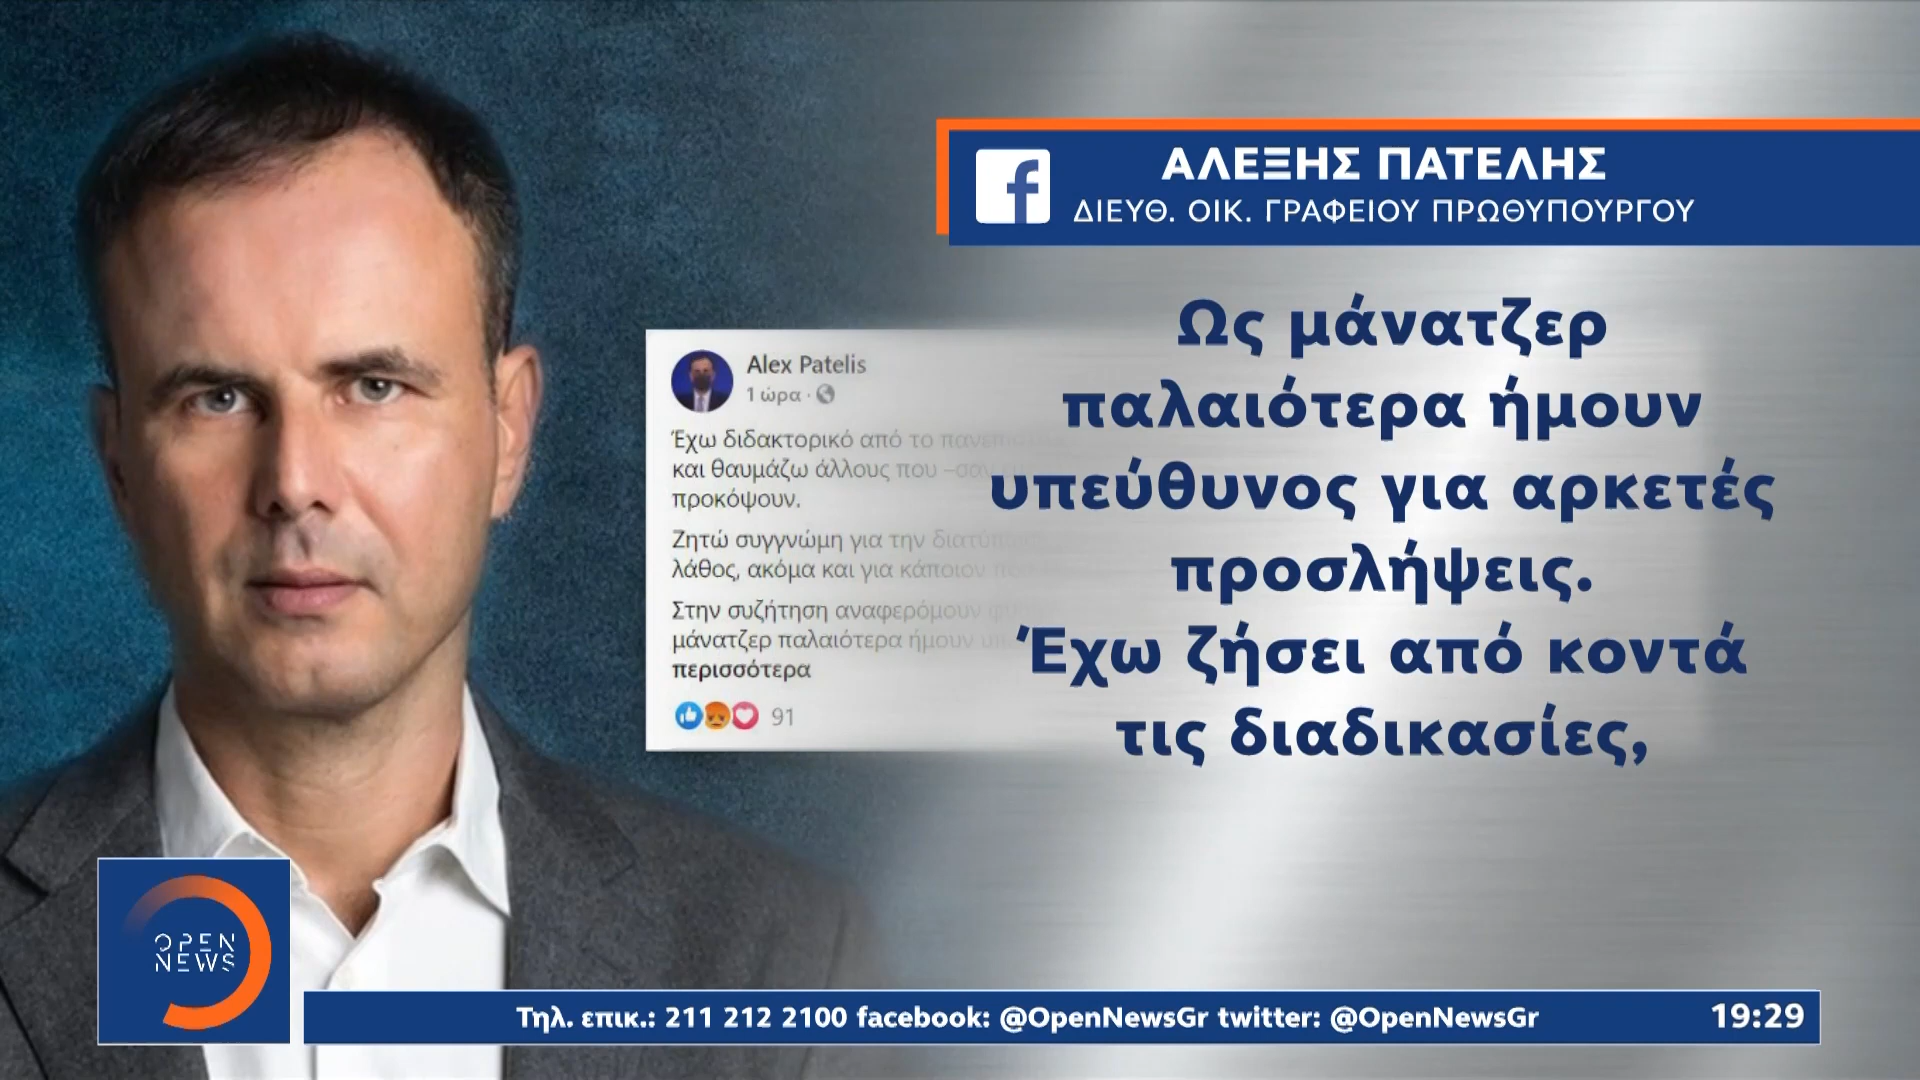 ΑΛΕΞΗΣ ΠΑΤΕΛΗΣ
ΔΙΕΥΘ. ΟΙΚ. ΓΡΑΦΕΙΟΥ ΠΡΩΘΥΠΟΥΡΓΟΥ
Ως μάνατζερ
παλαιότερα ήμουν
υπεύθυνος για αρκετές
προσλήψεις.
Έχω ζήσει από κοντά
τις διαδικασίες,
Alex Patelis
1 ώρα ·
Έχω διδακτορικό από το
και θαυμάζω άλλους που
προκόψουν.
Ζητώ συγγνώμη για την
λάθος, ακόμα και για κάποιον
Στην συζήτηση αναφερόμουν
μάνατζερ παλαιότερα ήμουν
περισσότερα
91
OPEN
NEWS
Τηλ. επικ.: 211 212 2100 facebook: @OpenNewsGr twitter: @OpenNewsGr
19:29